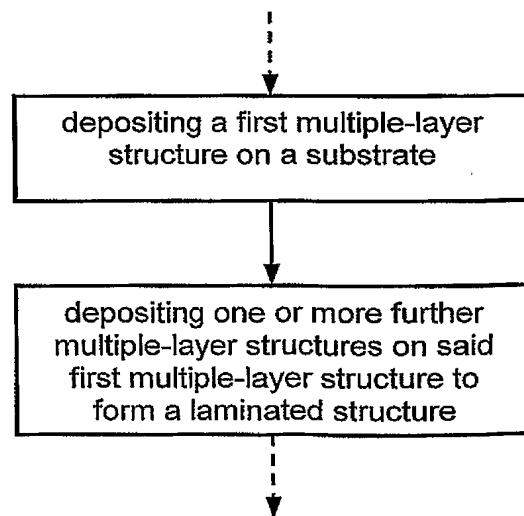 depositing a first multiple-layer
structure on a substrate
depositing one or more further
multiple-layer structures on said
first multiple-layer structure to
form a laminated structure